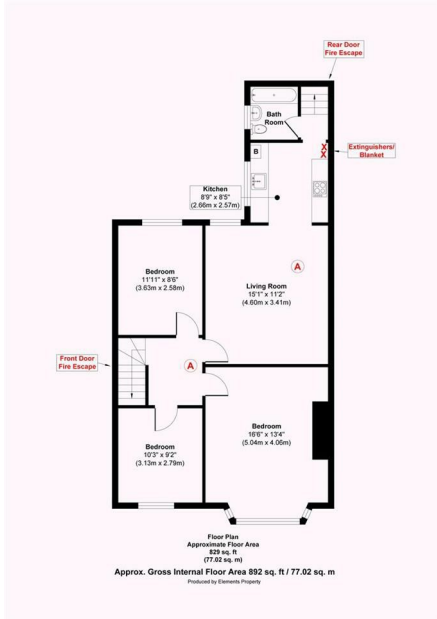 Rear Door
Fire Escape
Bath
Room
Extinguishers/
Blanket
B
X
X
Kitchen
8'9" x 8'5"
(2.66m x 2.57m)
Bedroom
11'11" x 8'6"
(3.63m x 2.58m)
A
Living Room
15'1" x 11'2"
(4.60m x 3.41m)
Front Door
Fire Escape
A
Bedroom
16'6" x 13'4"
(5.04m x 4.06m)
Bedroom
10'3" x 9'2"
(3.13m x 2.79m)
Floor Plan
Approximate Floor Area
829 sq. ft
(77.02 sq. m)
Approx. Gross Internal Floor Area 892 sq. ft / 77.02 sq. m
Produced by Elements Property